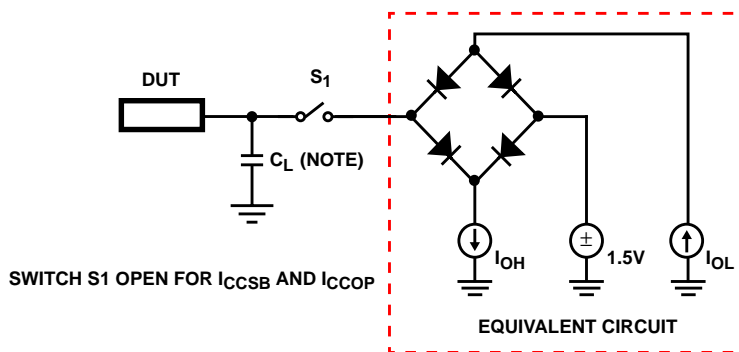 DUT
S1
CL (NOTE)
±
IOH
1.5V
IOL
SWITCH S1 OPEN FOR ICCSB AND ICCOP
EQUIVALENT CIRCUIT